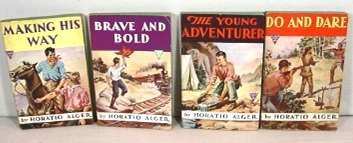 MAKING HIS
WAY
by HORATIO ALGER
BRAVE AND
BOLD
by HORATIO ALGER
THE YOUNG
ADVENTURER
by HORATIO ALGER
DO AND DARE
by HORATIO ALGER